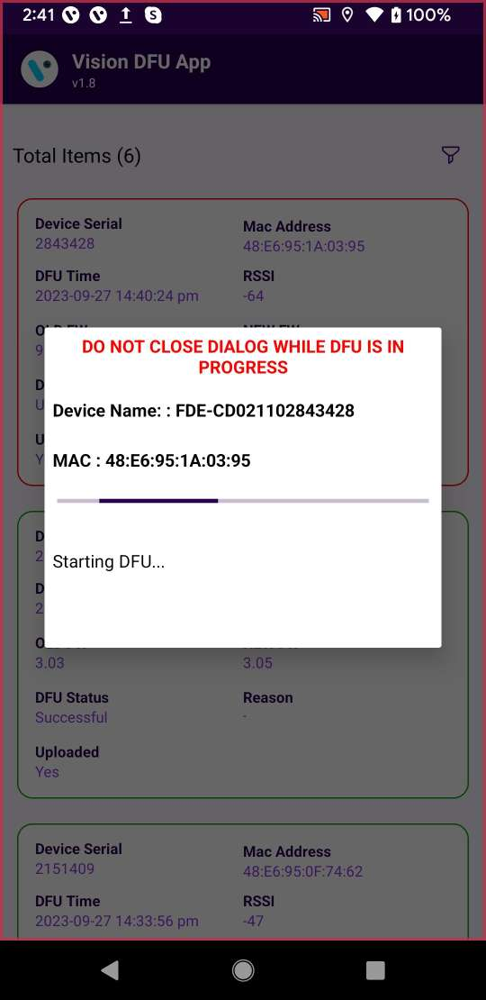 2:41
100%
Vision DFU App
v1.8
Total Items (6)
Device Serial
Mac Address
2843428
48:E6:95:1A:03:95
DFU Time
RSSI
2023-09-27 14:40:24 pm
-64
DO NOT CLOSE DIALOG WHILE DFU IS IN
PROGRESS
Device Name: : FDE-CD021102843428
MAC : 48:E6:95:1A:03:95
Starting DFU...
3.03
3.05
DFU Status
Reason
Successful
-
Uploaded
Yes
Device Serial
Mac Address
2151409
48:E6:95:0F:74:62
DFU Time
RSSI
2023-09-27 14:33:56 pm
-47